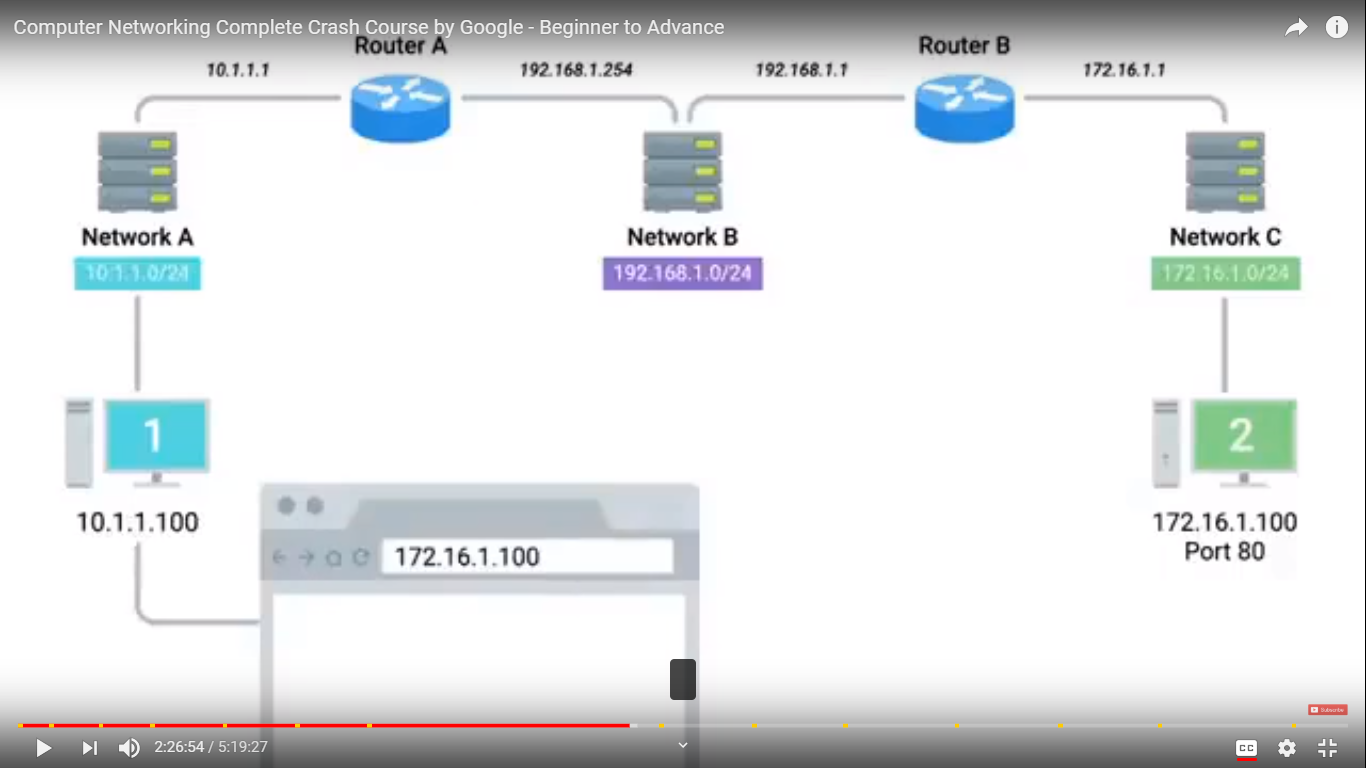 Computer Networking Complete Crash Course by Google - Beginner to Advance
Router A
Router B
10.1.1.1
192.168.1.254
192.168.1.1
172.16.1.1
Network A
Network B
Network C
10.1.1.0/24
192.168.1.0/24
172.16.1.0/24
1
2
10.1.1.100
172.16.1.100
Port 80
172.16.1.100
Subscribe
2:26:54 / 5:19:27
CC